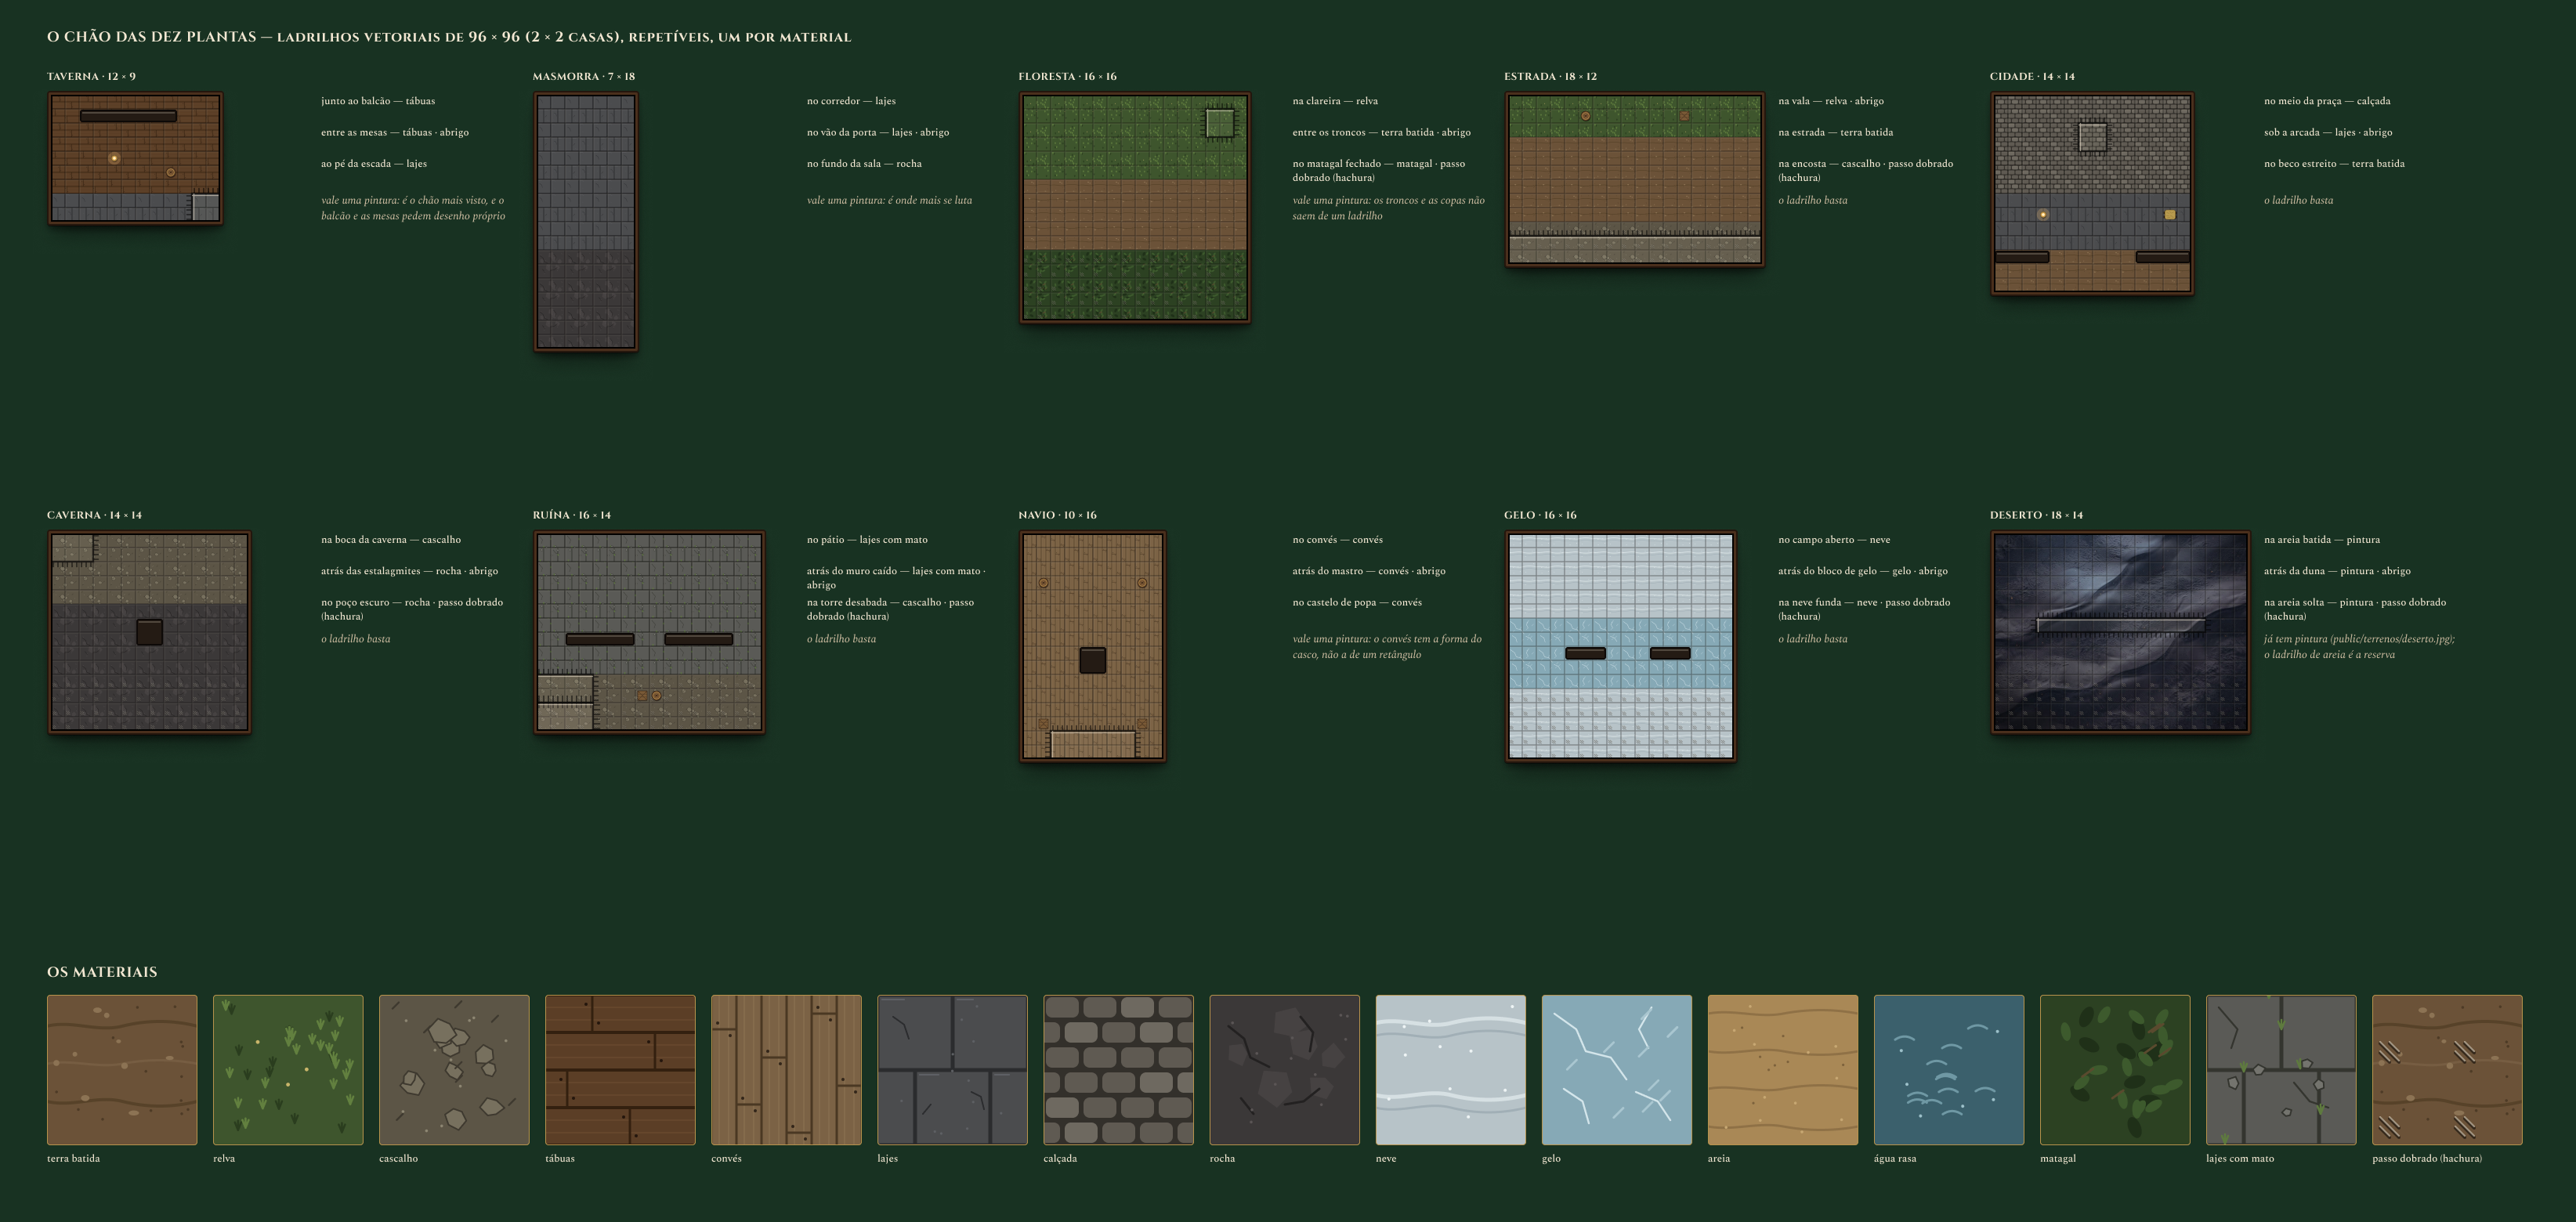 O CHÃO DAS DEZ PLANTAS — LADRILHOS VETORIAIS DE 96 × 96 (2 × 2 CASAS), REPETÍVEIS, UM POR MATERIAL
TAVERNA · 12 × 9
junto ao balcão — tábuas
entre as mesas — tábuas · abrigo
ao pé da escada — lajes
vale uma pintura: é o chão mais visto, e o
balcão e as mesas pedem desenho próprio
MASMORRA · 7 × 18
no corredor — lajes
no vão da porta — lajes · abrigo
no fundo da sala — rocha
vale uma pintura: é onde mais se luta
FLORESTA · 16 × 16
na clareira — relva
entre os troncos — terra batida · abrigo
no matagal fechado — matagal · passo
dobrado (hachura)
vale uma pintura: os troncos e as copas não
saem de um ladrilho
ESTRADA · 18 × 12
na vala — relva · abrigo
na estrada — terra batida
na encosta — cascalho · passo dobrado
(hachura)
o ladrilho basta
CIDADE · 14 × 14
no meio da praça — calçada
sob a arcada — lajes · abrigo
no beco estreito — terra batida
o ladrilho basta
CAVERNA · 14 × 14
na boca da caverna — cascalho
atrás das estalagmites — rocha · abrigo
no poço escuro — rocha · passo dobrado
(hachura)
o ladrilho basta
RUÍNA · 16 × 14
no pátio — lajes com mato
atrás do muro caído — lajes com mato ·
abrigo
na torre desabada — cascalho · passo
dobrado (hachura)
o ladrilho basta
NAVIO · 10 × 16
no convés — convés
atrás do mastro — convés · abrigo
no castelo de popa — convés
vale uma pintura: o convés tem a forma do
casco, não a de um retângulo
GELO · 16 × 16
no campo aberto — neve
atrás do bloco de gelo — gelo · abrigo
na neve funda — neve · passo dobrado
(hachura)
o ladrilho basta
DESERTO · 18 × 14
na areia batida — pintura
atrás da duna — pintura · abrigo
na areia solta — pintura · passo dobrado
(hachura)
já tem pintura (public/terrenos/deserto.jpg);
o ladrilho de areia é a reserva
OS MATERIAIS
terra batida
relva
cascalho
tábuas
convés
lajes
calçada
rocha
neve
gelo
areia
água rasa
matagal
lajes com mato
passo dobrado (hachura)